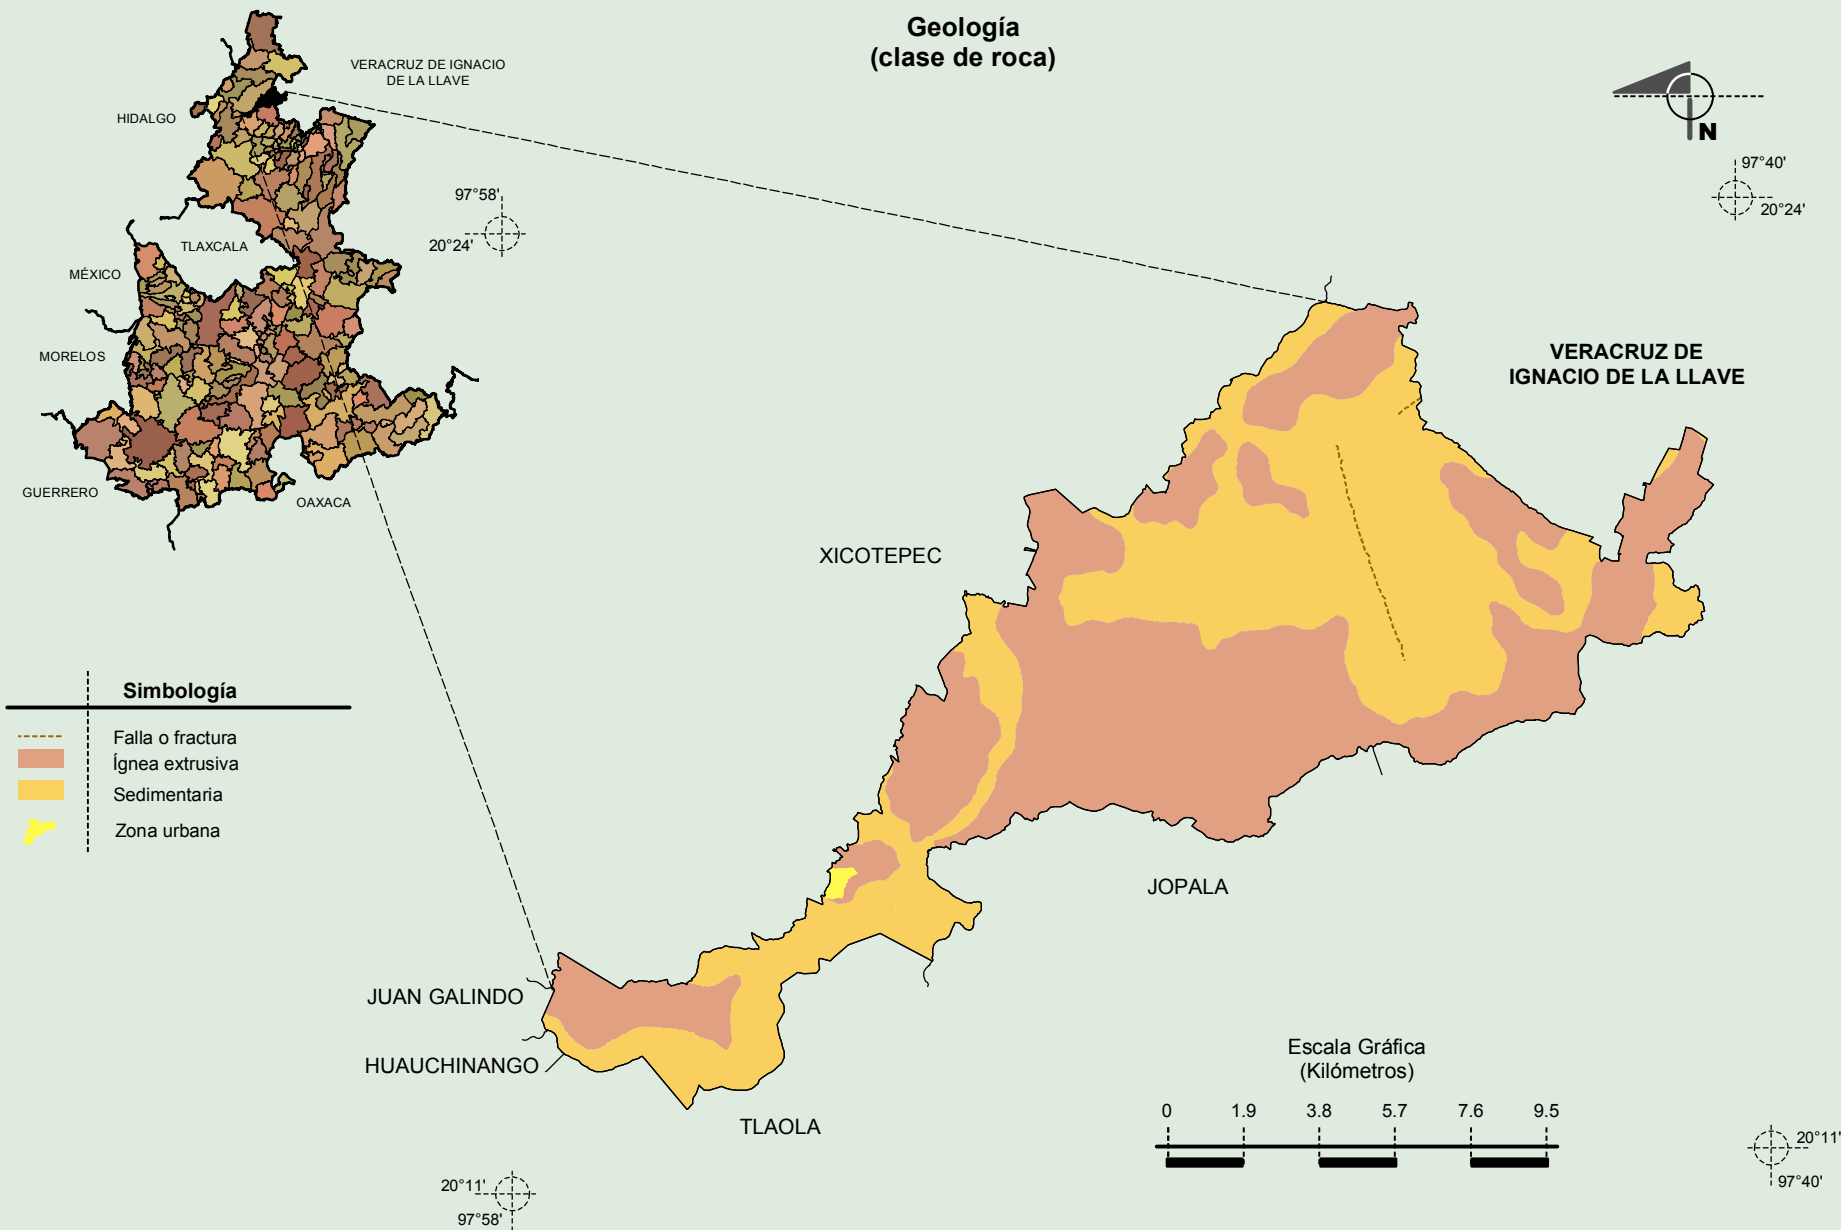 Geología
(clase de roca)
VERACRUZ DE IGNACIO
DE LA LLAVE
HIDALGO
TLAXCALA
MÉXICO
MORELOS
GUERRERO
OAXACA
N
97°58'
20°24'
97°40'
20°24'
VERACRUZ DE
IGNACIO DE LA LLAVE
XICOTEPEC
JOPALA
JUAN GALINDO
HUAUCHINANGO
TLAOLA
Simbología
Falla o fractura
Ígnea extrusiva
Sedimentaria
Zona urbana
Escala Gráfica
(Kilómetros)
0 1.9 3.8 5.7 7.6 9.5
20°11'
97°58'
20°11'
97°40'